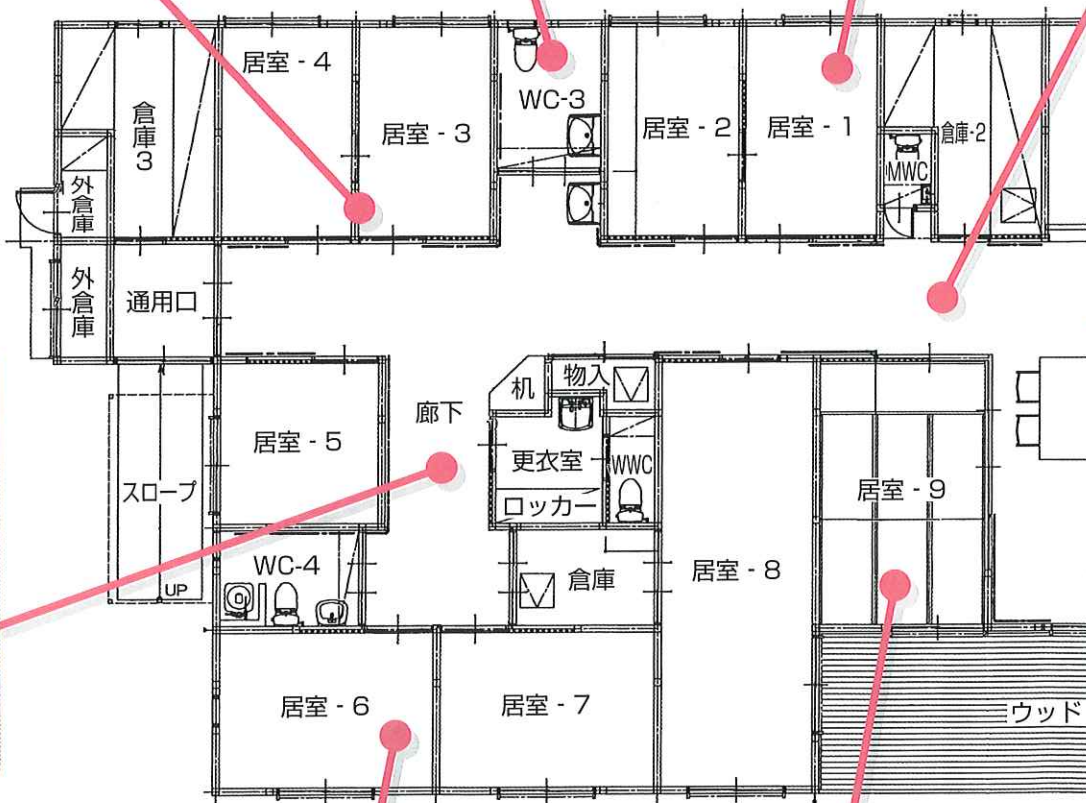 居室 - 4
倉庫3
居室 - 3
WC-3
居室 - 2
居室 - 1
倉庫-2
MWC
外倉庫
外倉庫
通用口
机
物入
廊下
居室 - 5
更衣室
WWC
ロッカー
スロープ
居室 - 9
WC-4
倉庫
居室 - 8
UP
居室 - 6
居室 - 7
ウッド